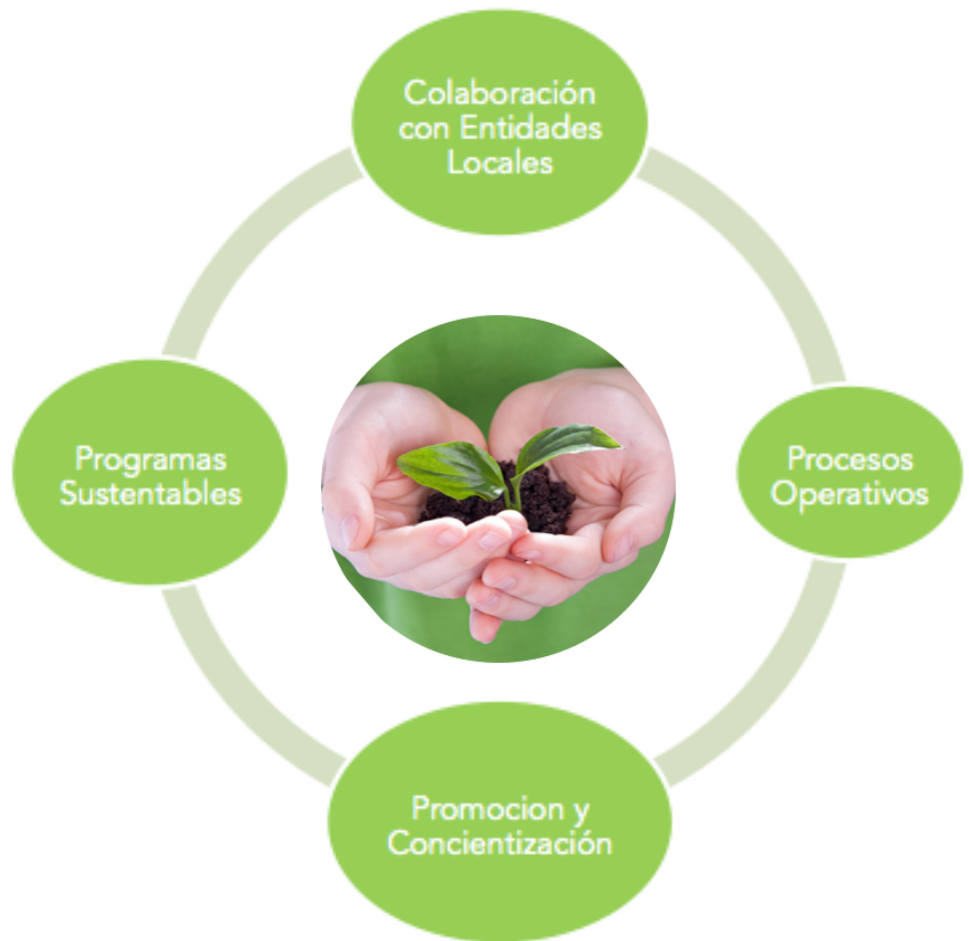 Colaboración
con Entidades
Locales
Programas
Sustentables
Procesos
Operativos
Promocion y
Concientización